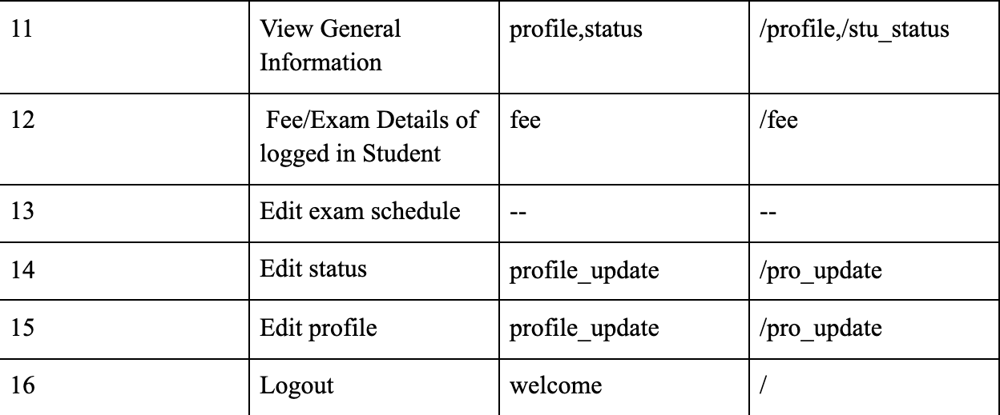 11 View General Information profile,status /profile,/stu_status
12 Fee/Exam Details of logged in Student fee /fee
13 Edit exam schedule -- --
14 Edit status profile_update /pro_update
15 Edit profile profile_update /pro_update
16 Logout welcome /